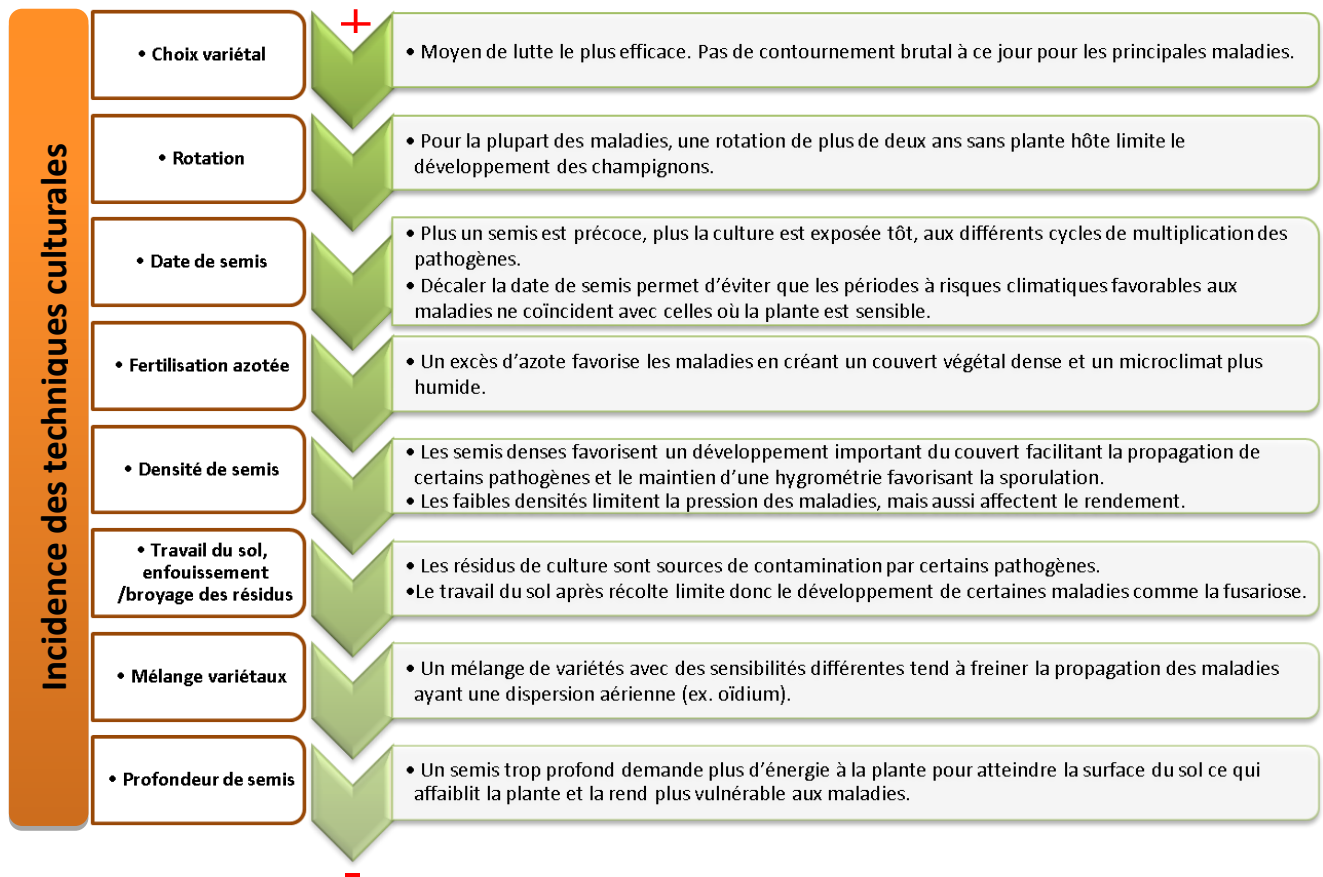 Incidence des techniques culturales
+
• Choix variétal
• Moyen de lutte le plus efficace. Pas de contournement brutal à ce jour pour les principales maladies.
• Rotation
• Pour la plupart des maladies, une rotation de plus de deux ans sans plante hôte limite le
développement des champignons.
• Date de semis
• Plus un semis est précoce, plus la culture est exposée tôt, aux différents cycles de multiplication des
pathogènes.
• Décaler la date de semis permet d'éviter que les périodes à risques climatiques favorables aux
maladies ne coïncident avec celles où la plante est sensible.
• Fertilisation azotée
• Un excès d'azote favorise les maladies en créant un couvert végétal dense et un microclimat plus
humide.
• Densité de semis
• Les semis denses favorisent un développement important du couvert facilitant la propagation de
certains pathogènes et le maintien d'une hygrométrie favorisant la sporulation.
• Les faibles densités limitent la pression des maladies, mais aussi affectent le rendement.
• Travail du sol,
enfouissement
/broyage des résidus
• Les résidus de culture sont sources de contamination par certains pathogènes.
•Le travail du sol après récolte limite donc le développement de certaines maladies comme la fusariose.
• Mélange variétaux
• Un mélange de variétés avec des sensibilités différentes tend à freiner la propagation des maladies
ayant une dispersion aérienne (ex. oïdium).
• Profondeur de semis
• Un semis trop profond demande plus d'énergie à la plante pour atteindre la surface du sol ce qui
affaiblit la plante et la rend plus vulnérable aux maladies.
-